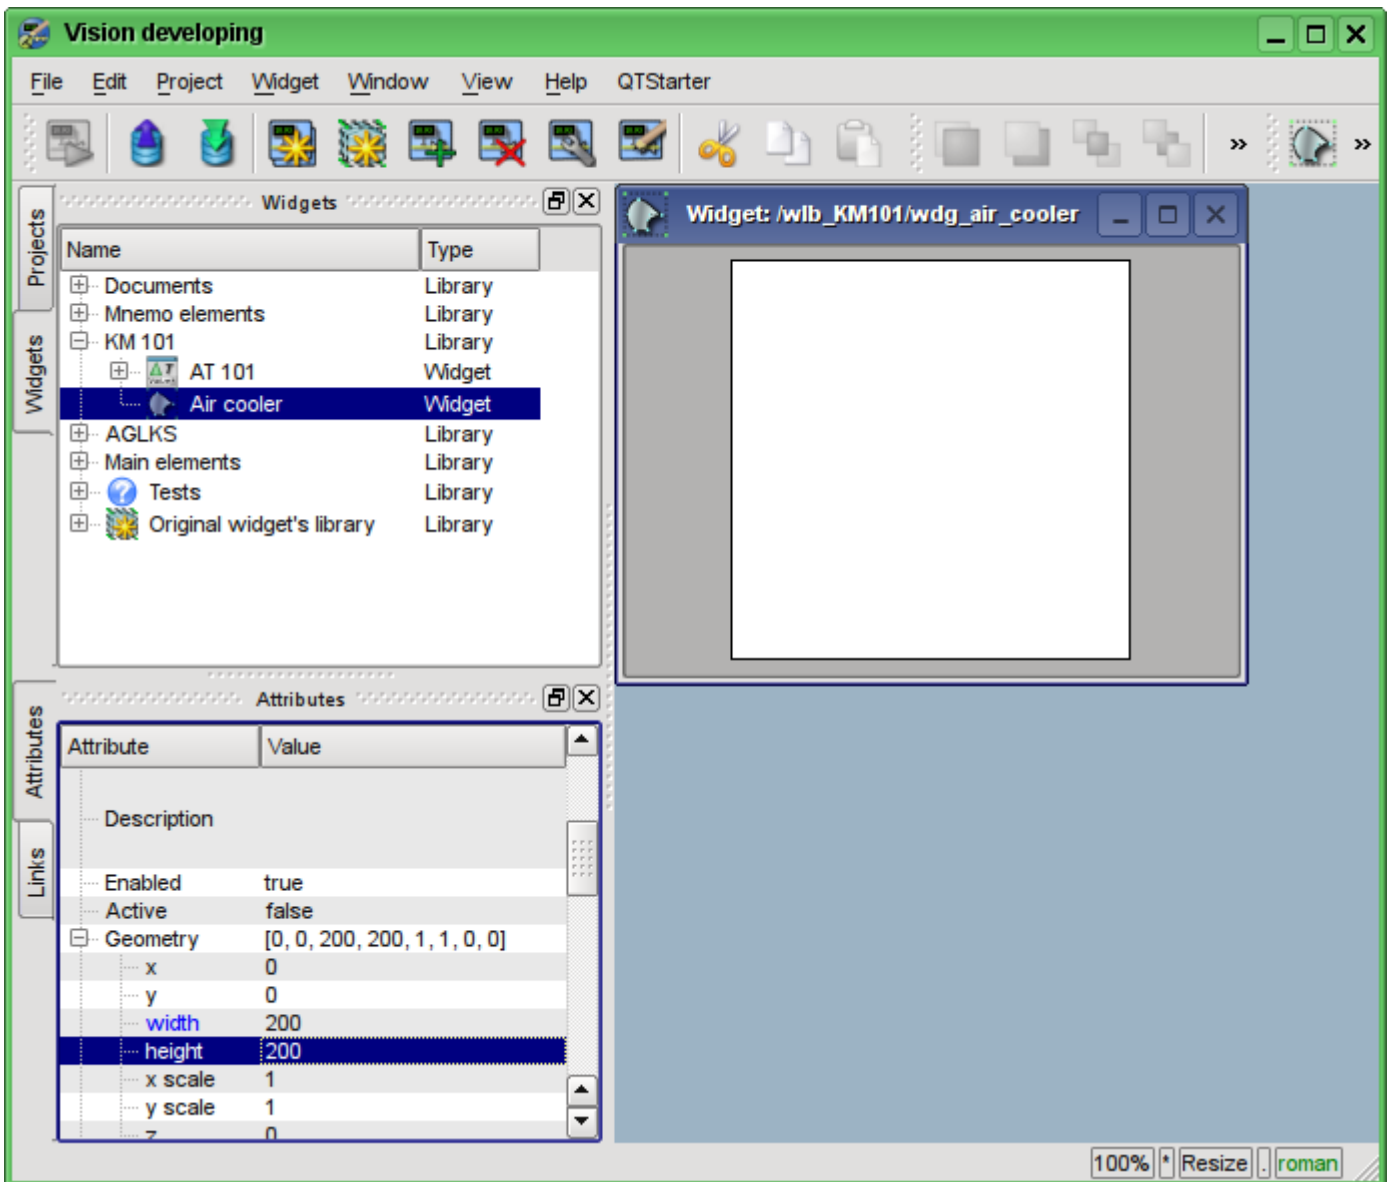 Vision developing
File Edit Project Widget Window View Help QTStarter
» »
Projects
Widgets
Widgets
Name Type
Documents Library
Mnemo elements Library
KM 101 Library
AT 101 Widget
Air cooler Widget
AGLKS Library
Main elements Library
Tests Library
Original widget's library Library
Widget: /wlb_KM101/wdg_air_cooler
Attributes
Links
Attributes
Attribute Value
Description
Enabled true
Active false
Geometry [0, 0, 200, 200, 1, 1, 0, 0]
x 0
y 0
width 200
height 200
x scale 1
y scale 1
z 0
100% * Resize . roman